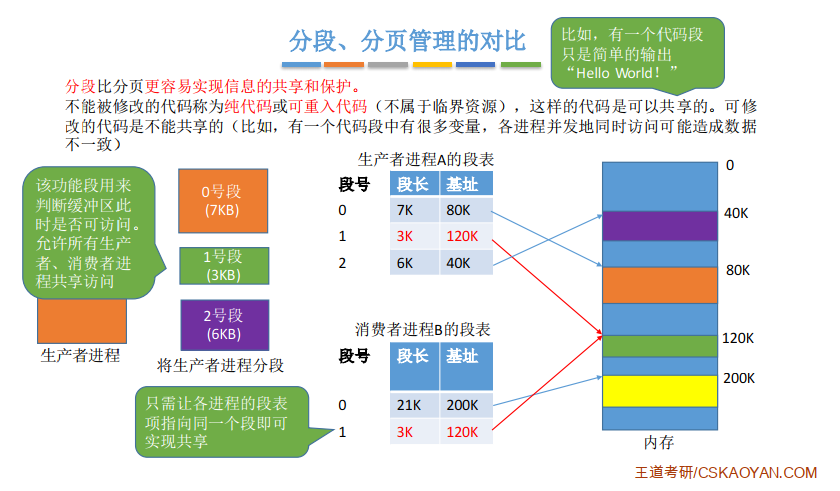 分段、分页管理的对比
比如，有一个代码段
只是简单的输出
“Hello World！”
分段比分页更容易实现信息的共享和保护。
不能被修改的代码称为纯代码或可重入代码（不属于临界资源），这样的代码是可以共享的。可修
改的代码是不能共享的（比如，有一个代码段中有很多变量，各进程并发地同时访问可能造成数据
不一致）
该功能段用来
判断缓冲区此
时是否可访问。
允许所有生产
者、消费者进
程共享访问
生产者进程
0号段
(7KB)
1号段
(3KB)
2号段
(6KB)
将生产者进程分段
生产者进程A的段表
段号 段长 基址
0 7K 80K
1 3K 120K
2 6K 40K
消费者进程B的段表
段号 段长 基址
0 21K 200K
1 3K 120K
只需让各进程的段表
项指向同一个段即可
实现共享
0
40K
80K
120K
200K
内存
王道考研/CSKAOYAN.COM